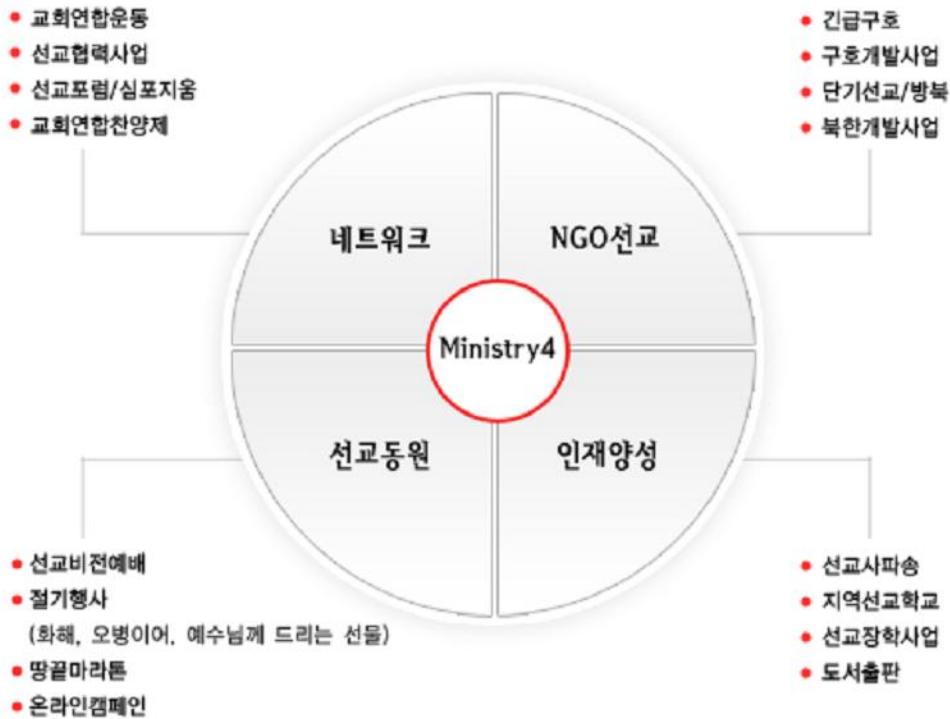 교회연합운동
선교협력사업
선교포럼/심포지움
교회연합찬양제
긴급구호
구호개발사업
단기선교/방북
북한개발사업
네트워크
NGO선교
Ministry4
선교동원
인재양성
선교비전예배
절기행사
(화해, 오병이어, 예수님께 드리는 선물)
땅끝마라톤
온라인캠페인
선교사파송
지역선교학교
선교장학사업
도서출판